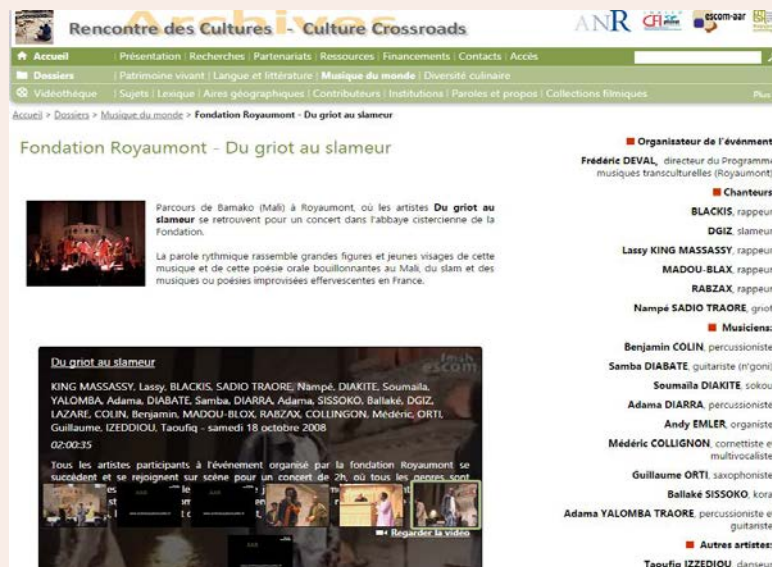 Archives
Rencontre des Cultures - Culture Crossroads
ANR
escom-aar
Accueil | Présentation | Recherches | Partenariats | Ressources | Financements | Contacts | Accès
Dossiers | Patrimoine vivant | Langue et littérature | Musique du monde | Diversité culinaire
Vidéothèque | Sujets | Lexique | Aires géographiques | Contributeurs | Institutions | Paroles et propos | Collections filmiques
Plus
Accueil > Dossiers > Musique du monde > Fondation Royaumont - Du griot au slameur
Fondation Royaumont - Du griot au slameur
Parcours de Bamako (Mali) à Royaumont, où les artistes Du griot au
slameur se retrouvent pour un concert dans l'abbaye cistercienne de la
Fondation.
La parole rythmique rassemble grandes figures et jeunes visages de cette
musique et de cette poésie orale bouillonnantes au Mali, du slam et des
musiques ou poésies improvisées effervescentes en France.
Du griot au slameur
KING MASSASSY, Lassy, BLACKIS, SADIO TRAORE, Nampé, DIAKITE, Soumaïla,
YALOMBA, Adama, DIABATE, Samba, DIARRA, Adama, SISSOKO, Ballaké, DGIZ,
LAZARE, COLIN, Benjamin, MADOU-BLOX, RABZAX, COLLINGON, Médéric, ORTI,
Guillaume, IZEDDIOU, Taoufiq - samedi 18 octobre 2008
02:00:35
Tous les artistes participants à l'événement organisé par la fondation Royaumont se
succèdent et se rejoignent sur scène pour un concert de 2h, où tous les genres sont
Regarder la vidéo
Organisateur de l'évènment
Frédéric DEVAL, directeur du Programme
musiques transculturelles (Royaumont)
Chanteurs
BLACKIS, rappeur
DGIZ, slameur
Lassy KING MASSASSY, rappeur
MADOU-BLAX, rappeur
RABZAX, rappeur
Nampé SADIO TRAORE, griot
Musiciens:
Benjamin COLIN, percussioniste
Samba DIABATE, guitariste (n'goni)
Soumaïla DIAKITE, sokou
Adama DIARRA, percussioniste
Andy EMLER, organiste
Médéric COLLIGNON, cornettiste e
multivocaliste
Guillaume ORTI, saxophoniste
Ballaké SISSOKO, kora
Adama YALOMBA TRAORE, percussioniste e
guitariste
Autres artistes:
Taoufiq IZZEDIOU, danseur